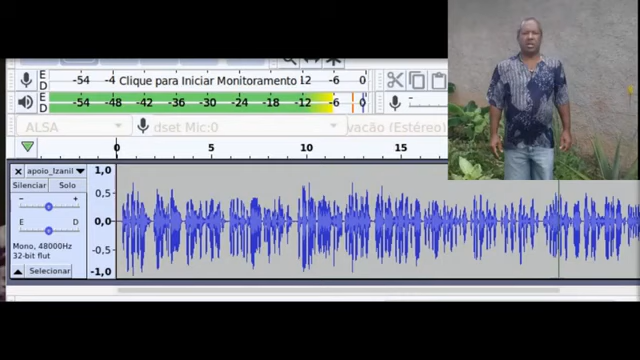 E D -54 -4 Clique para Iniciar Monitoramento -12 -6 0
E D -54 -48 -42 -36 -30 -24 -18 -12 -6 0
ALSA dset Mic:0 vação (Estéreo)
0 5 10 15
apoio_Izanil 1,0
Silenciar Solo 0,5
- +
E D 0,0
Mono, 48000Hz
32-bit flut -0,5
Selecionar -1,0